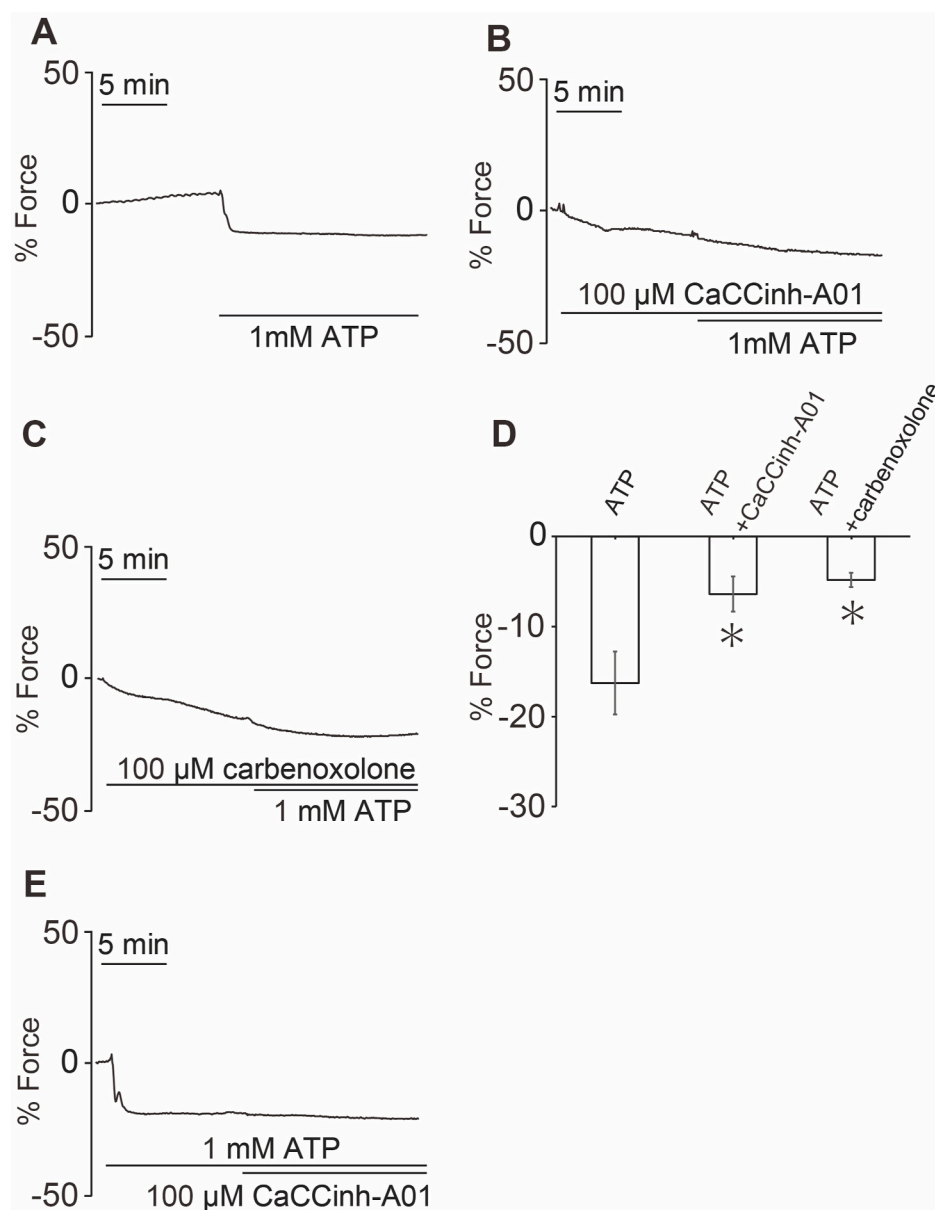 A
50
5 min
0
% Force
-50
1mM ATP
B
50
5 min
0
% Force
100 µM CaCCinh-A01
-50
1mM ATP
C
50
5 min
0
% Force
100 µM carbenoxolone
-50
1 mM ATP
D
ATP
ATP
+CaCCinh-A01
ATP
+carbenoxolone
0
-10
*
*
% Force
-20
-30
E
50
5 min
0
% Force
1 mM ATP
-50
100 µM CaCCinh-A01